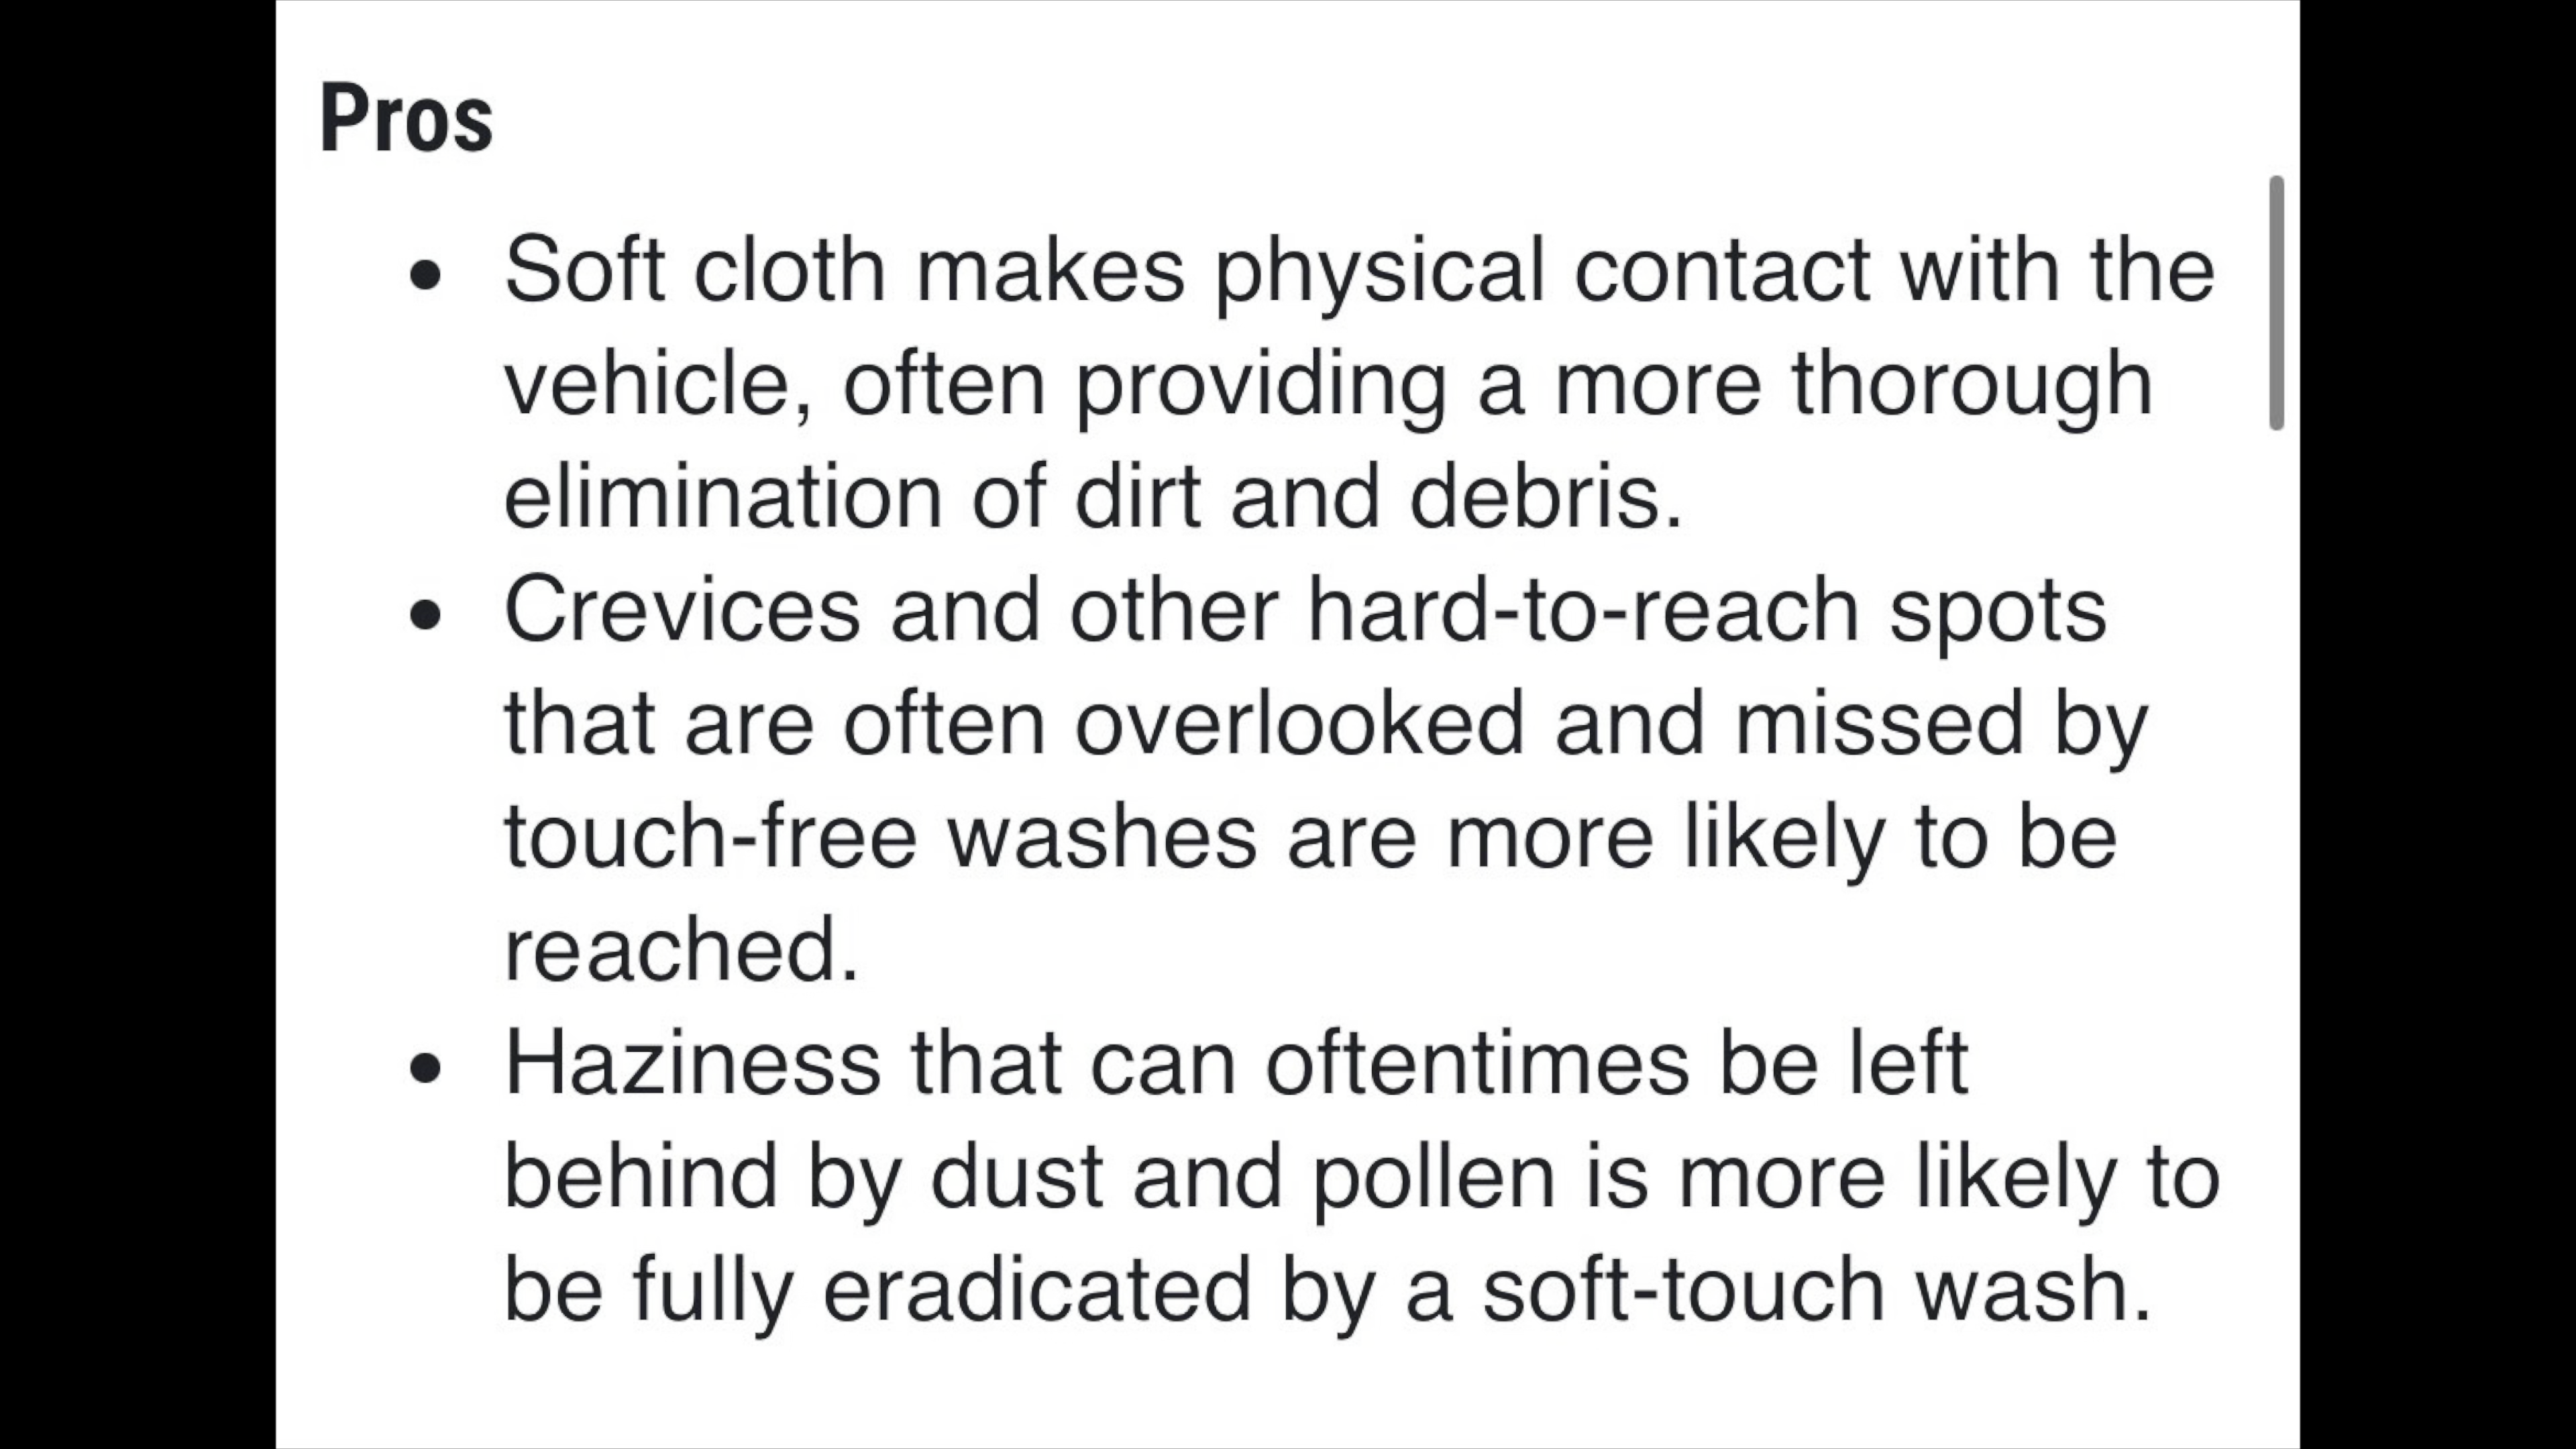 Pros
• Soft cloth makes physical contact with the
vehicle, often providing a more thorough
elimination of dirt and debris.
• Crevices and other hard-to-reach spots
that are often overlooked and missed by
touch-free washes are more likely to be
reached.
• Haziness that can oftentimes be left
behind by dust and pollen is more likely to
be fully eradicated by a soft-touch wash.